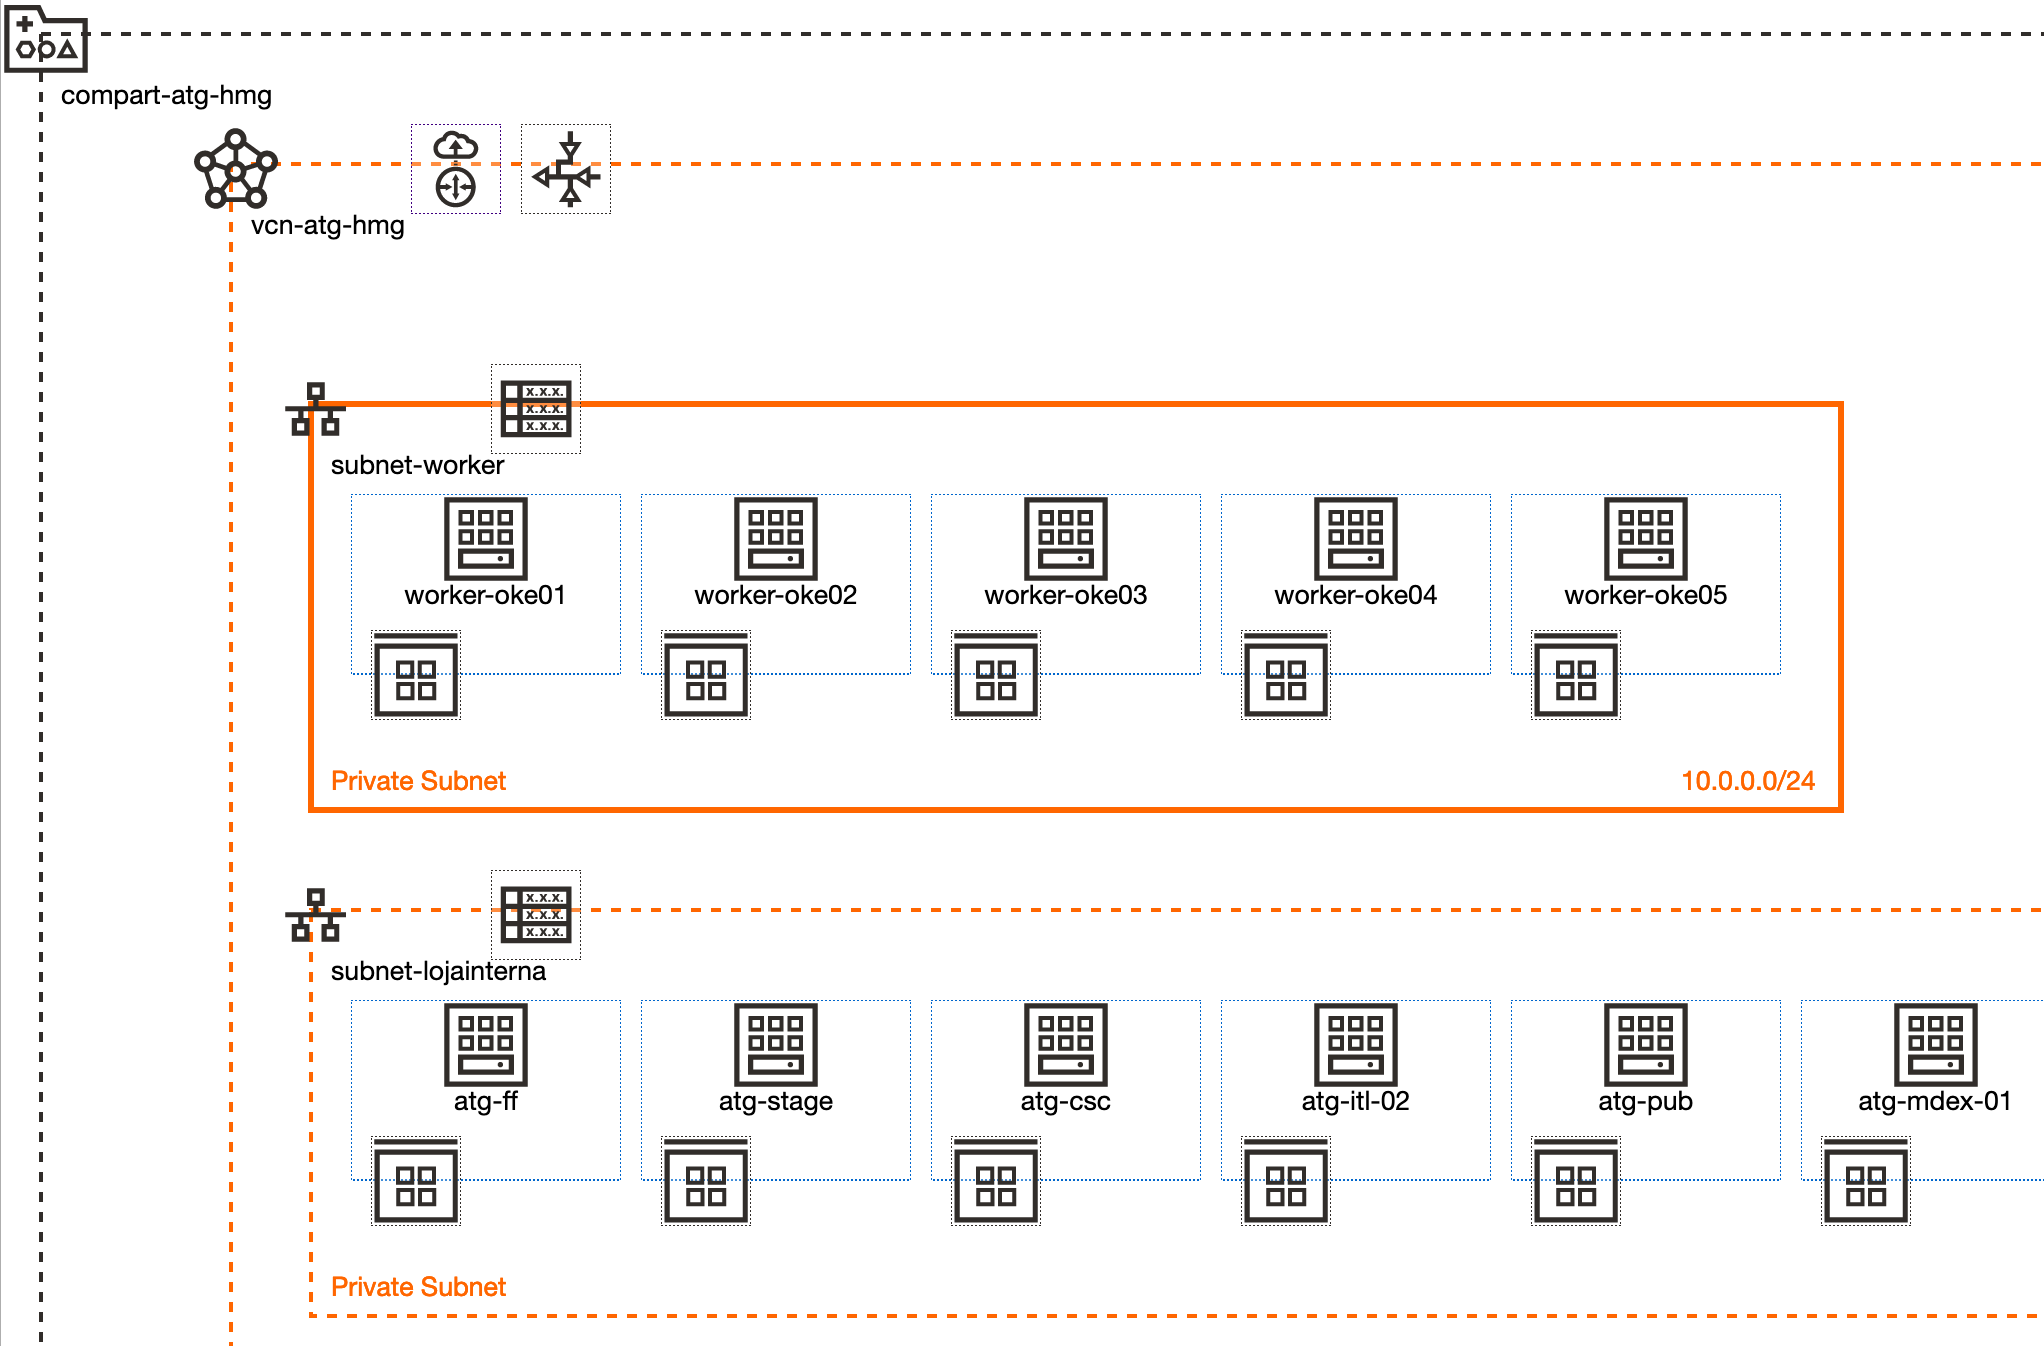 compart-atg-hmg
vcn-atg-hmg
x.x.x.
x.x.x.
x.x.x.
subnet-worker
worker-oke01
worker-oke02
worker-oke03
worker-oke04
worker-oke05
Private Subnet
10.0.0.0/24
x.x.x.
x.x.x.
x.x.x.
subnet-lojainterna
atg-ff
atg-stage
atg-csc
atg-itl-02
atg-pub
atg-mdex-01
Private Subnet